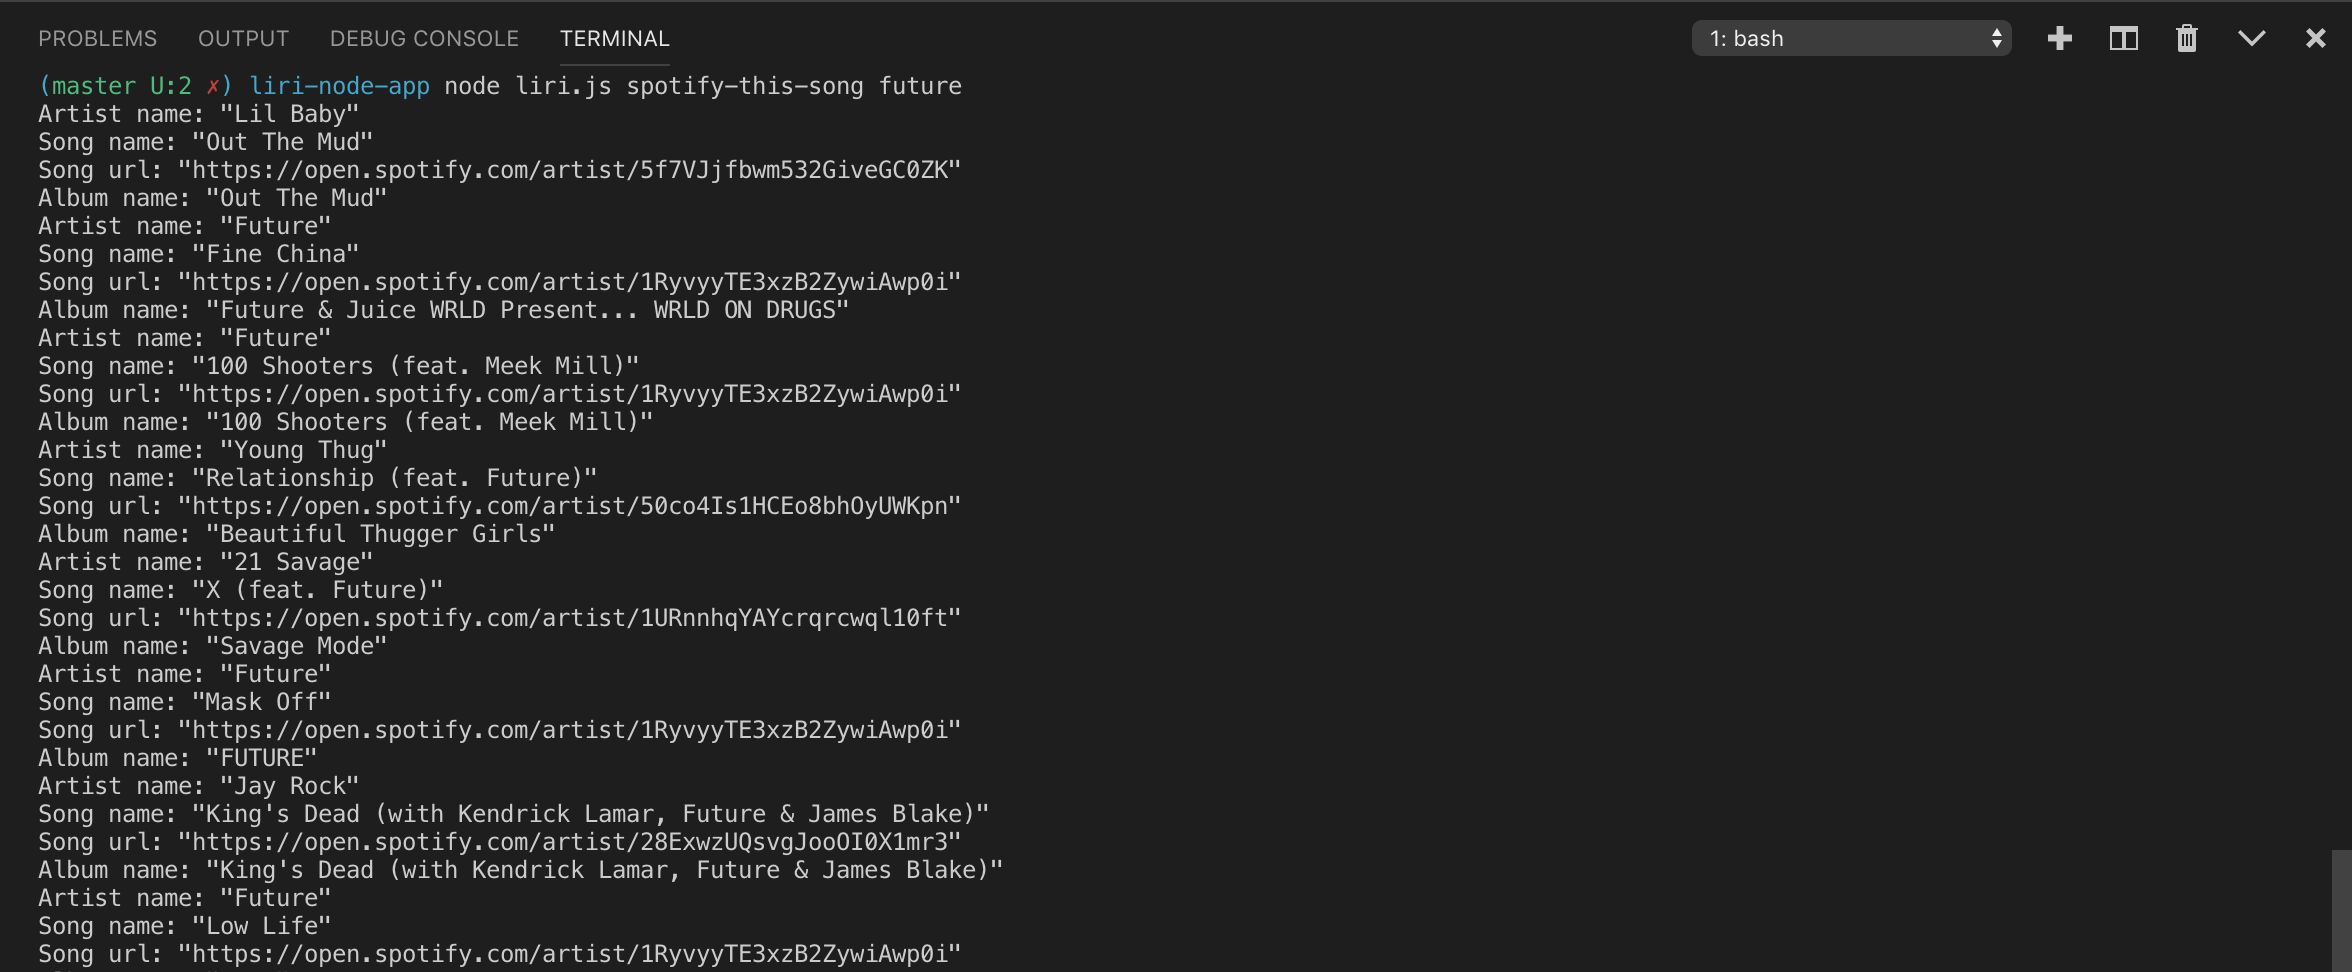 PROBLEMS OUTPUT DEBUG CONSOLE TERMINAL 1: bash
(master U:2 ✗) liri-node-app node liri.js spotify-this-song future
Artist name: "Lil Baby"
Song name: "Out The Mud"
Song url: "https://open.spotify.com/artist/5f7VJjfbwm532GiveGC0ZK"
Album name: "Out The Mud"
Artist name: "Future"
Song name: "Fine China"
Song url: "https://open.spotify.com/artist/1RyvyyTE3xzB2ZywiAwp0i"
Album name: "Future & Juice WRLD Present... WRLD ON DRUGS"
Artist name: "Future"
Song name: "100 Shooters (feat. Meek Mill)"
Song url: "https://open.spotify.com/artist/1RyvyyTE3xzB2ZywiAwp0i"
Album name: "100 Shooters (feat. Meek Mill)"
Artist name: "Young Thug"
Song name: "Relationship (feat. Future)"
Song url: "https://open.spotify.com/artist/50co4Is1HCEo8bhOyUWKpn"
Album name: "Beautiful Thugger Girls"
Artist name: "21 Savage"
Song name: "X (feat. Future)"
Song url: "https://open.spotify.com/artist/1URnnhqYAYcrqrcwql10ft"
Album name: "Savage Mode"
Artist name: "Future"
Song name: "Mask Off"
Song url: "https://open.spotify.com/artist/1RyvyyTE3xzB2ZywiAwp0i"
Album name: "FUTURE"
Artist name: "Jay Rock"
Song name: "King's Dead (with Kendrick Lamar, Future & James Blake)"
Song url: "https://open.spotify.com/artist/28ExwzUQsvgJooOI0X1mr3"
Album name: "King's Dead (with Kendrick Lamar, Future & James Blake)"
Artist name: "Future"
Song name: "Low Life"
Song url: "https://open.spotify.com/artist/1RyvyyTE3xzB2ZywiAwp0i"